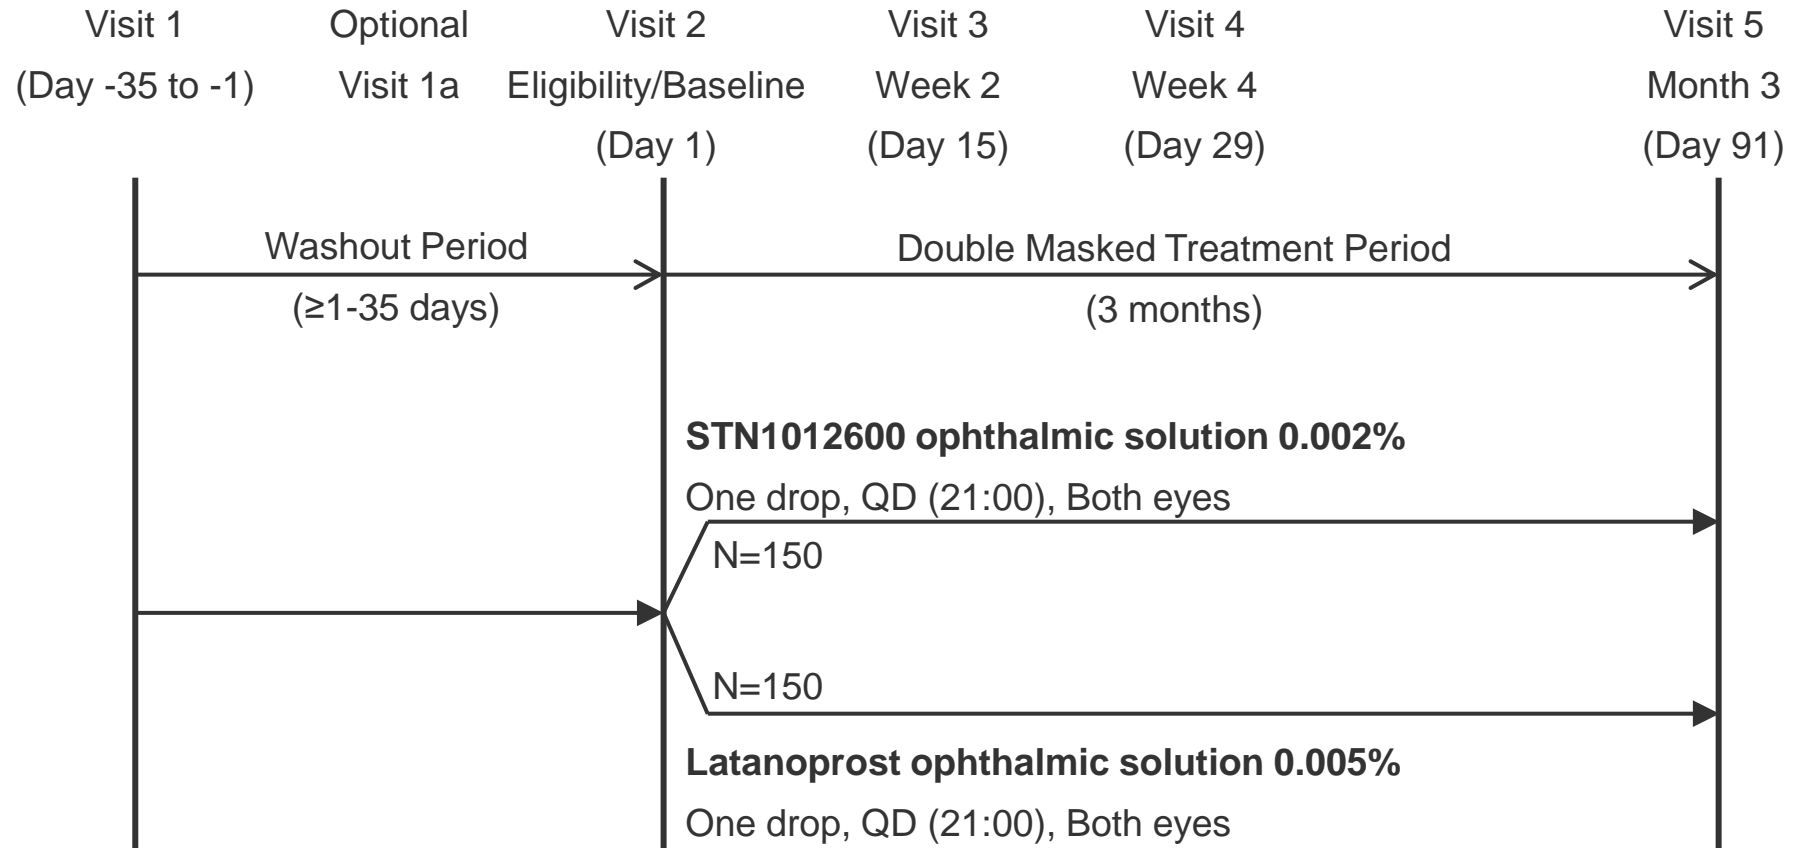 Visit 1
(Day -35 to -1)
Optional
Visit 1a
Visit 2
Eligibility/Baseline
(Day 1)
Visit 3
Week 2
(Day 15)
Visit 4
Week 4
(Day 29)
Visit 5
Month 3
(Day 91)
Washout Period
(≥1-35 days)
Double Masked Treatment Period
(3 months)
STN1012600 ophthalmic solution 0.002%
One drop, QD (21:00), Both eyes
N=150
N=150
Latanoprost ophthalmic solution 0.005%
One drop, QD (21:00), Both eyes